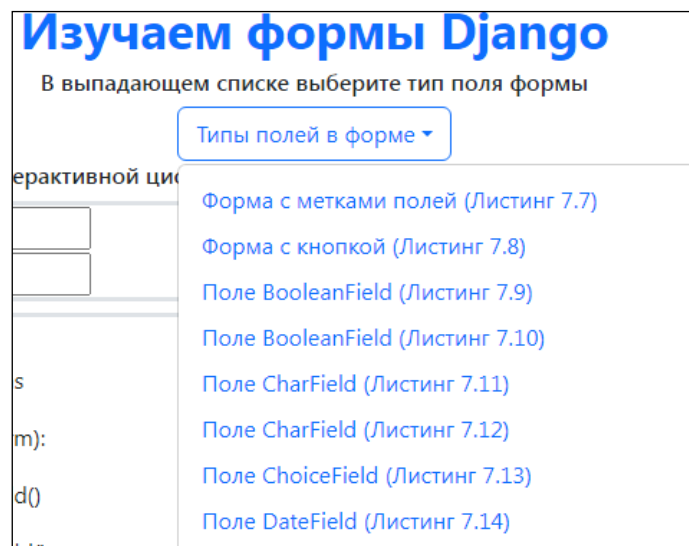 Изучаем формы Django
В выпадающем списке выберите тип поля формы
Типы полей в форме
ерактивной циc
Форма с метками полей (Листинг 7.7)
Форма с кнопкой (Листинг 7.8)
Поле BooleanField (Листинг 7.9)
Поле BooleanField (Листинг 7.10)
s
Поле CharField (Листинг 7.11)
m):
Поле CharField (Листинг 7.12)
Поле ChoiceField (Листинг 7.13)
d()
Поле DateField (Листинг 7.14)